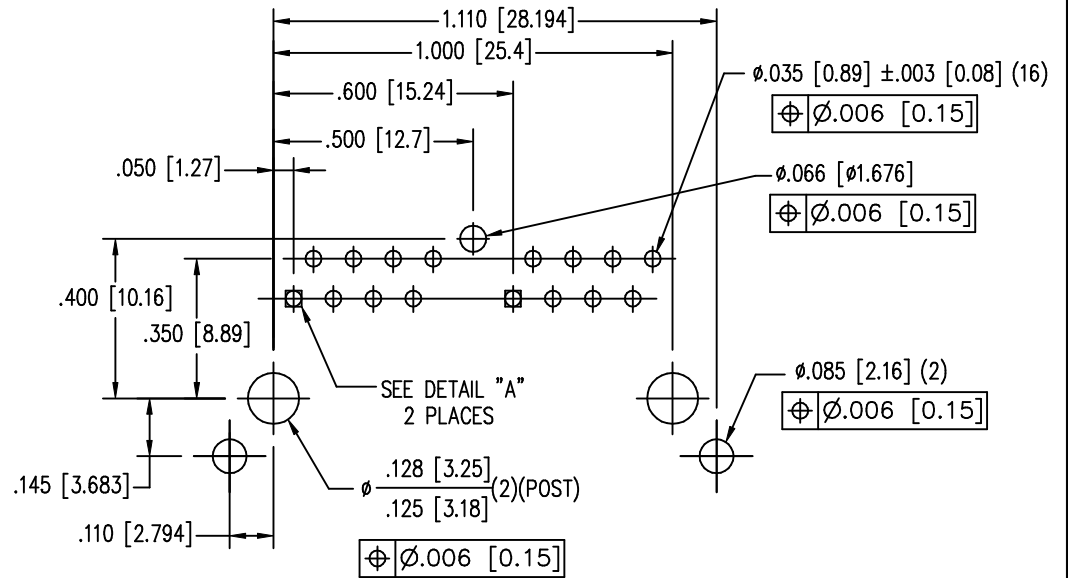 1.110 [28.194]
1.000 [25.4]
.600 [15.24]
ø.035 [0.89] ±.003 [0.08] (16)
⌖ Ø.006 [0.15]
.500 [12.7]
.050 [1.27]
ø.066 [ø1.676]
⌖ Ø.006 [0.15]
.400 [10.16]
.350 [8.89]
SEE DETAIL "A"
2 PLACES
ø.085 [2.16] (2)
⌖ Ø.006 [0.15]
.145 [3.683]
ø .128 [3.25]
.125 [3.18] (2)(POST)
.110 [2.794]
⌖ Ø.006 [0.15]